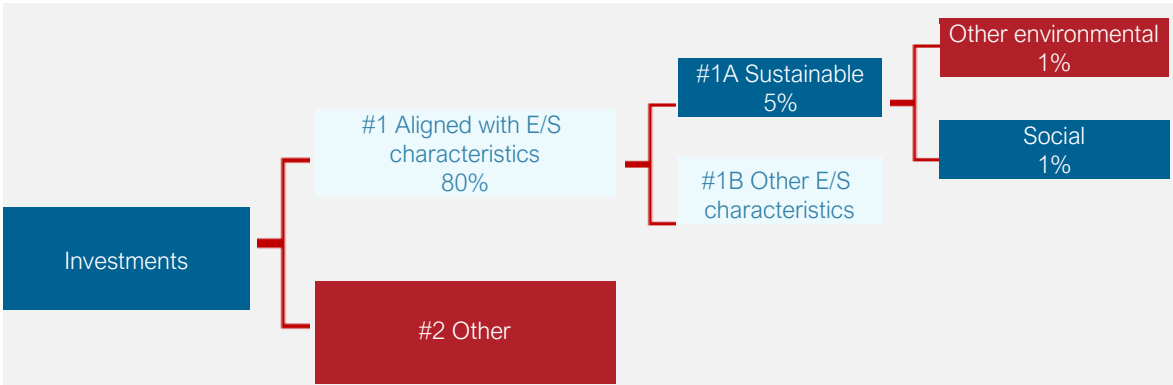 Investments
#1 Aligned with E/S
characteristics
80%
#2 Other
#1A Sustainable
5%
#1B Other E/S
characteristics
Other environmental
1%
Social
1%